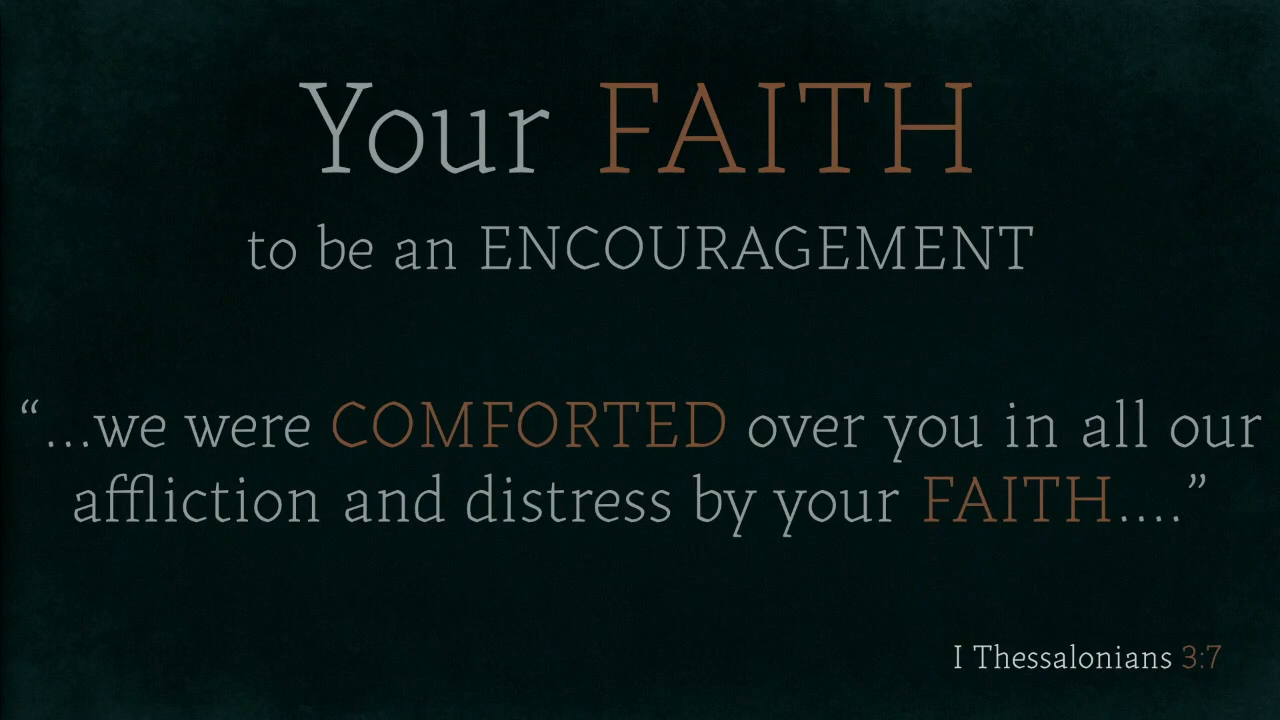 Your FAITH
to be an ENCOURAGEMENT
“...we were COMFORTED over you in all our
affliction and distress by your FAITH....”
I Thessalonians 3:7